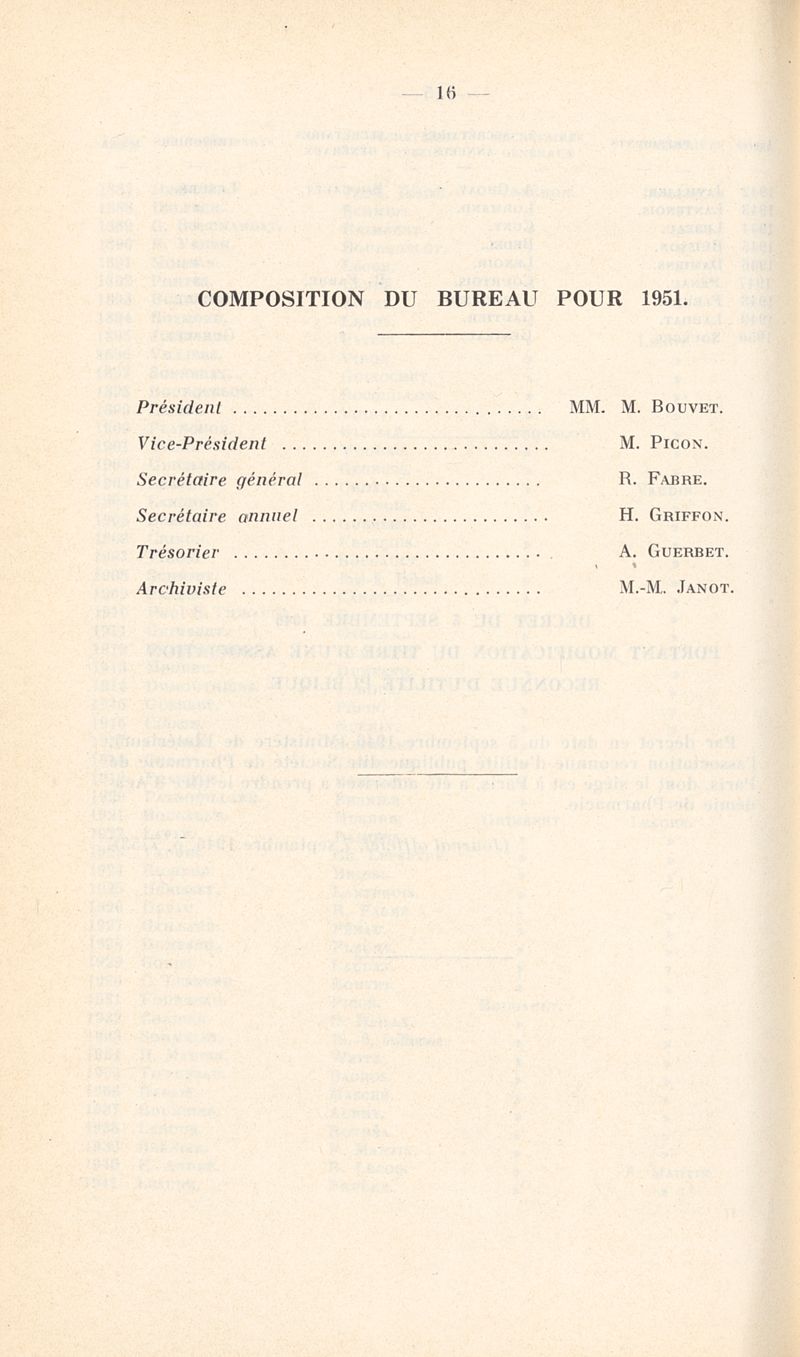 — 16 —
COMPOSITION DU BUREAU POUR 1951.
Président ............................... MM. M. BOUVET.
Vice-Président ........................... M. PICON.
Secrétaire général ....................... R. FABRE.
Secrétaire annuel ........................ H. GRIFFON.
Trésorier ............................... A. GUERBET.
Archiviste .............................. M.-M. JANOT.